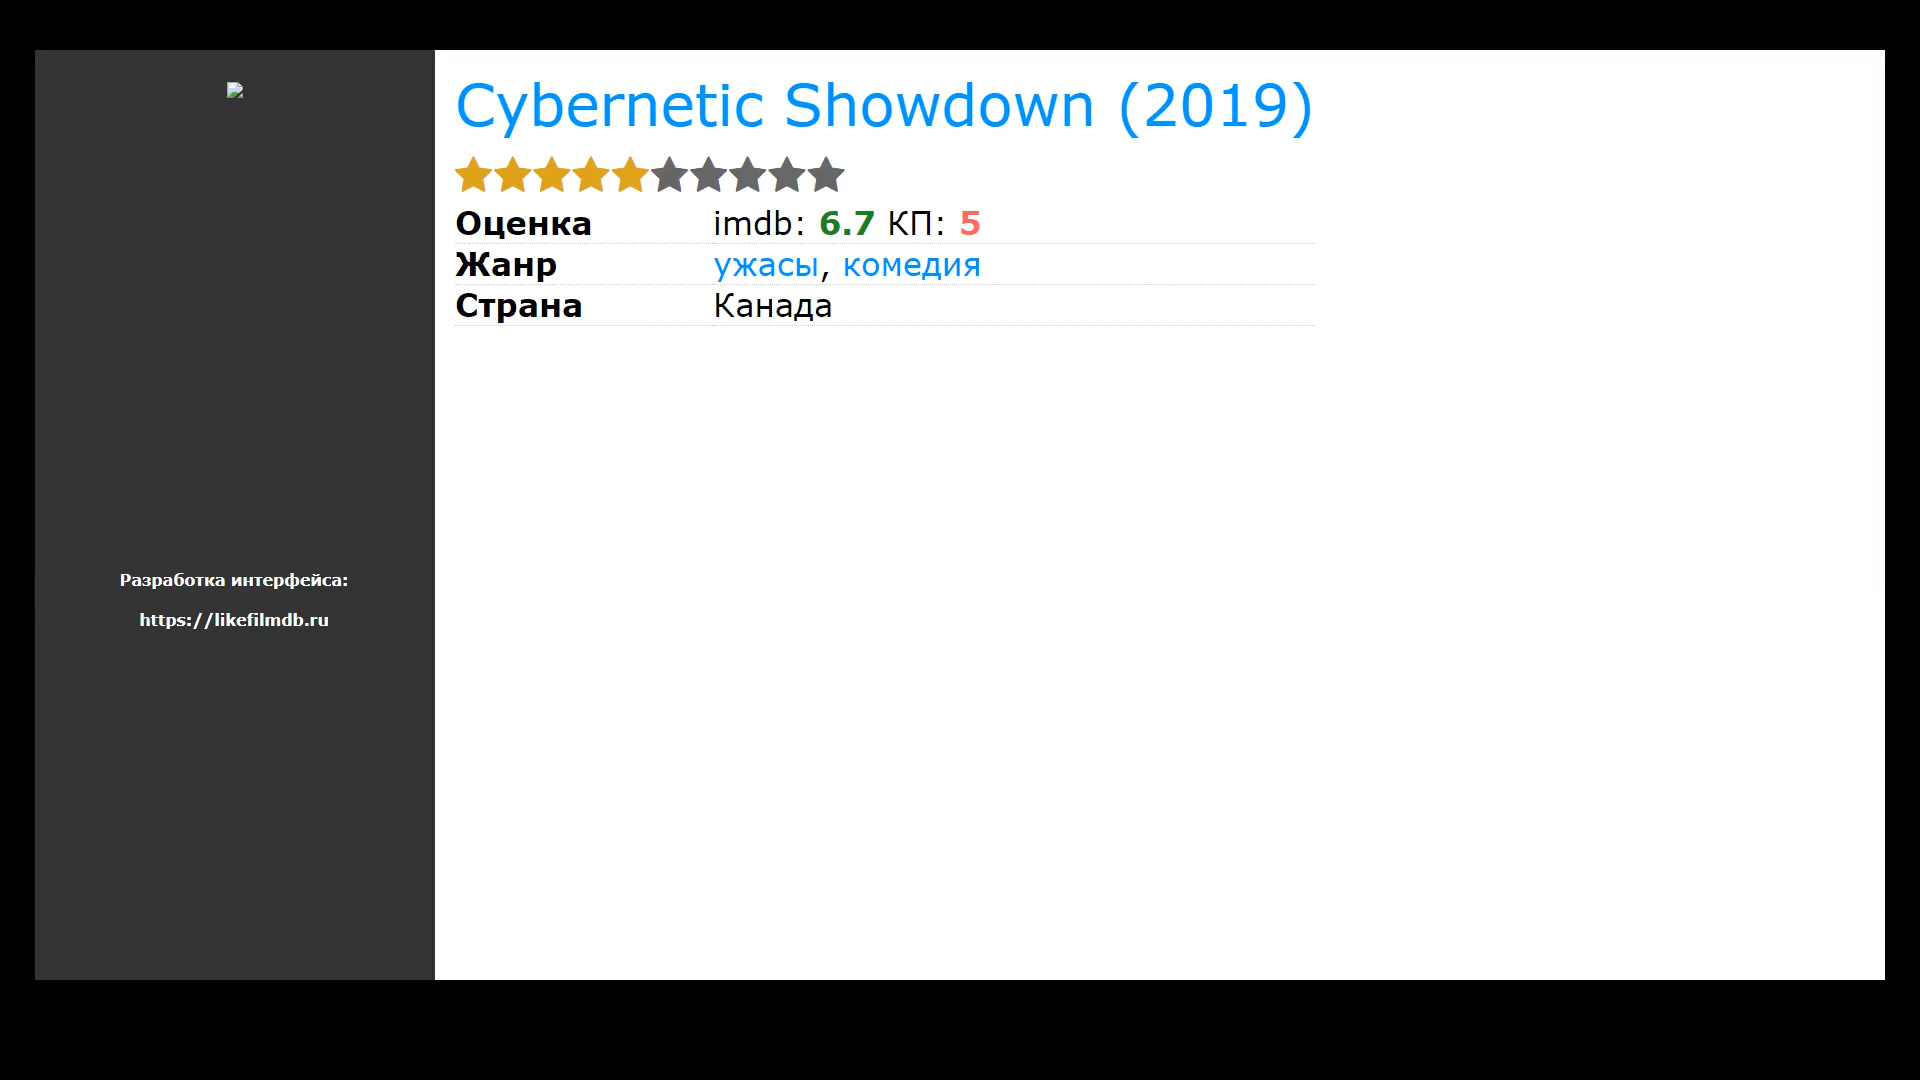 Cybernetic Showdown (2019)
Оценка imdb: 6.7 КП: 5
Жанр ужасы, комедия
Страна Канада
Разработка интерфейса:
https://likefilmdb.ru